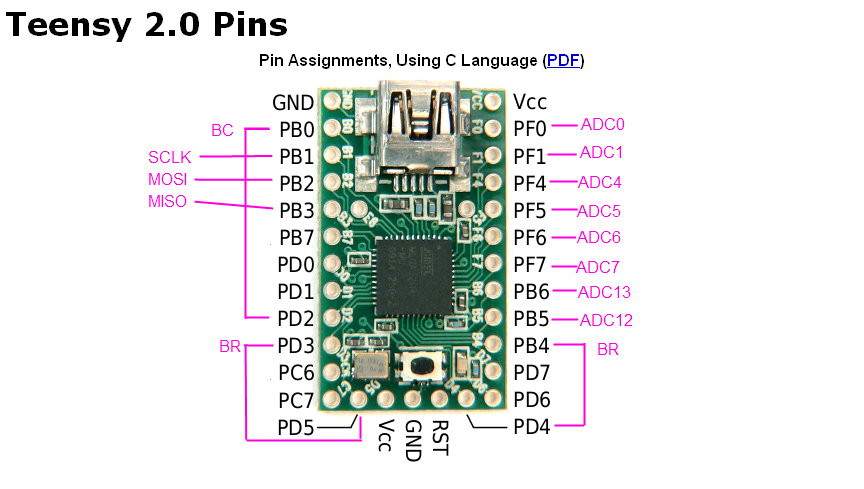 Teensy 2.0 Pins
Pin Assignments, Using C Language (PDF)
GND Vcc
BC PB0 PF0 ADC0
SCLK PB1 PF1 ADC1
MOSI PB2 PF4 ADC4
MISO PB3 PF5 ADC5
PB7 PF6 ADC6
PD0 PF7 ADC7
PD1 PB6 ADC13
PD2 PB5 ADC12
BR PD3 PB4 BR
PC6 PD7
PC7 PD6
PD5 Vcc GND RST PD4